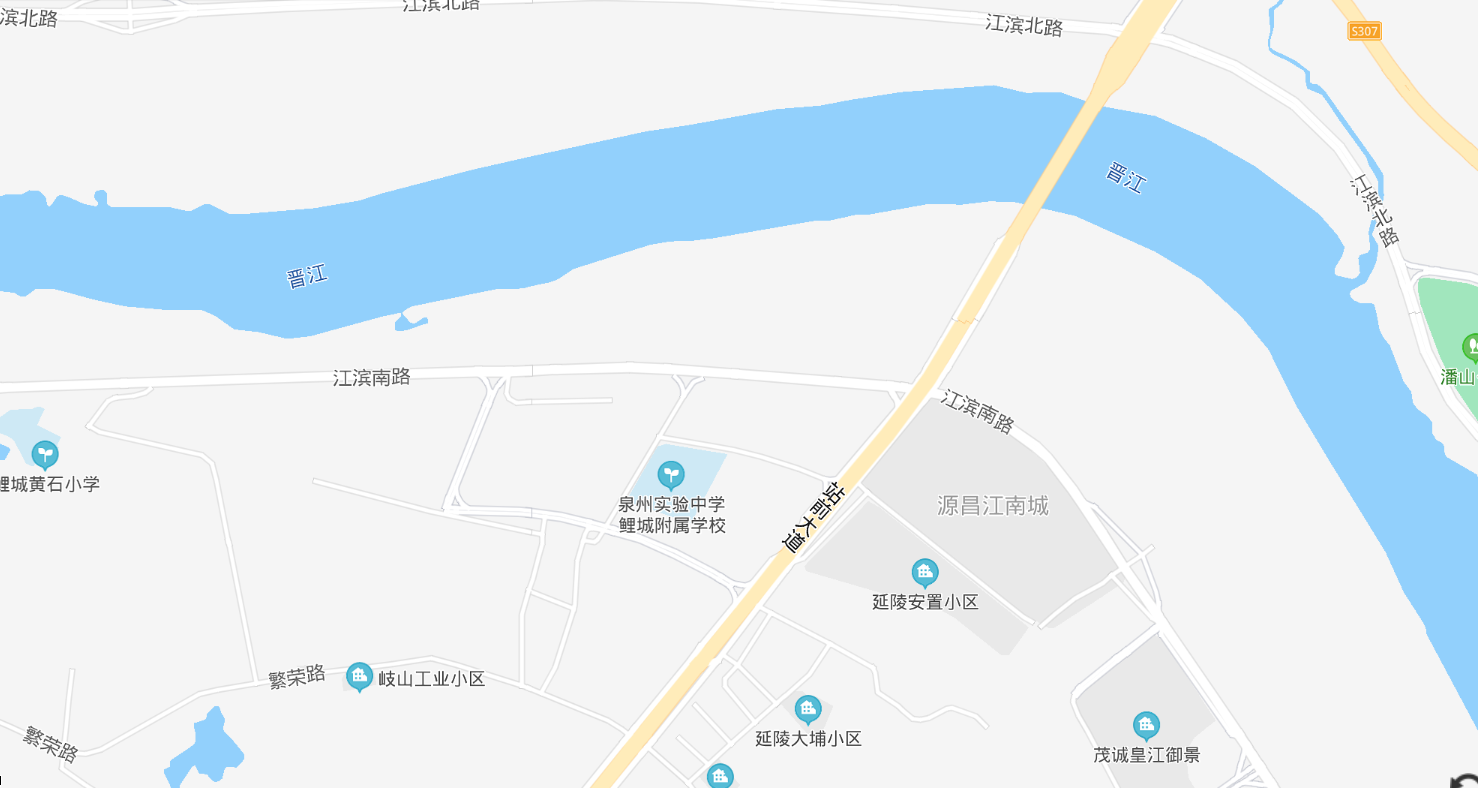 滨北路
江滨北路
江滨北路
S307
晋江
江滨北路
晋江
潘山
江滨南路
江滨南路
鲤城黄石小学
泉州实验中学
鲤城附属学校
站前大道
源昌江南城
延陵安置小区
繁荣路
岐山工业小区
延陵大埔小区
繁荣路
茂诚皇江御景